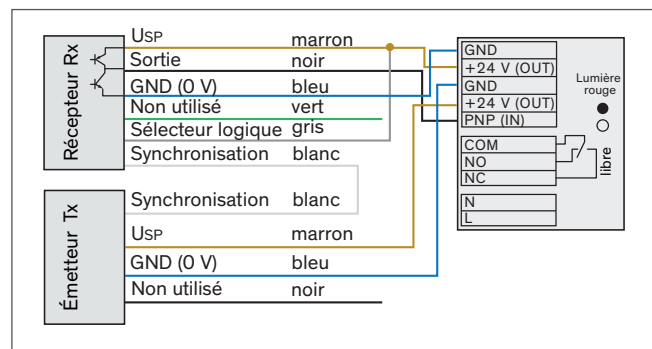 Récepteur Rx
USP marron
Sortie noir
GND (0 V) bleu
Non utilisé vert
Sélecteur logique gris
Synchronisation blanc
Émetteur Tx
Synchronisation blanc
USP marron
GND (0 V) bleu
Non utilisé noir
GND
+24 V (OUT)
GND
+24 V (OUT)
PNP (IN)
Lumière
rouge
COM
NO
NC
libre
N
L